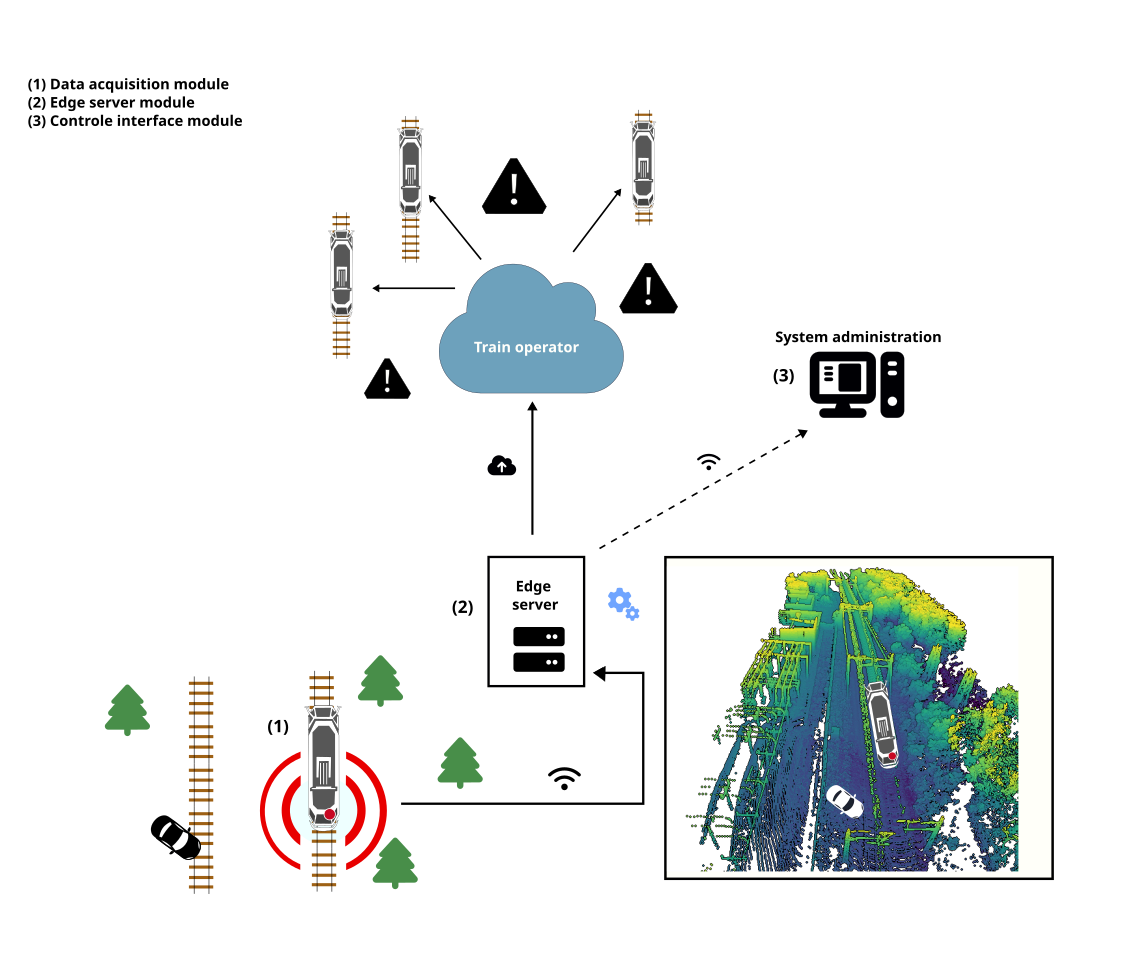 (1) Data acquisition module
(2) Edge server module
(3) Controle interface module
Train operator
System administration
(3)
Edge
server
(2)
(1)